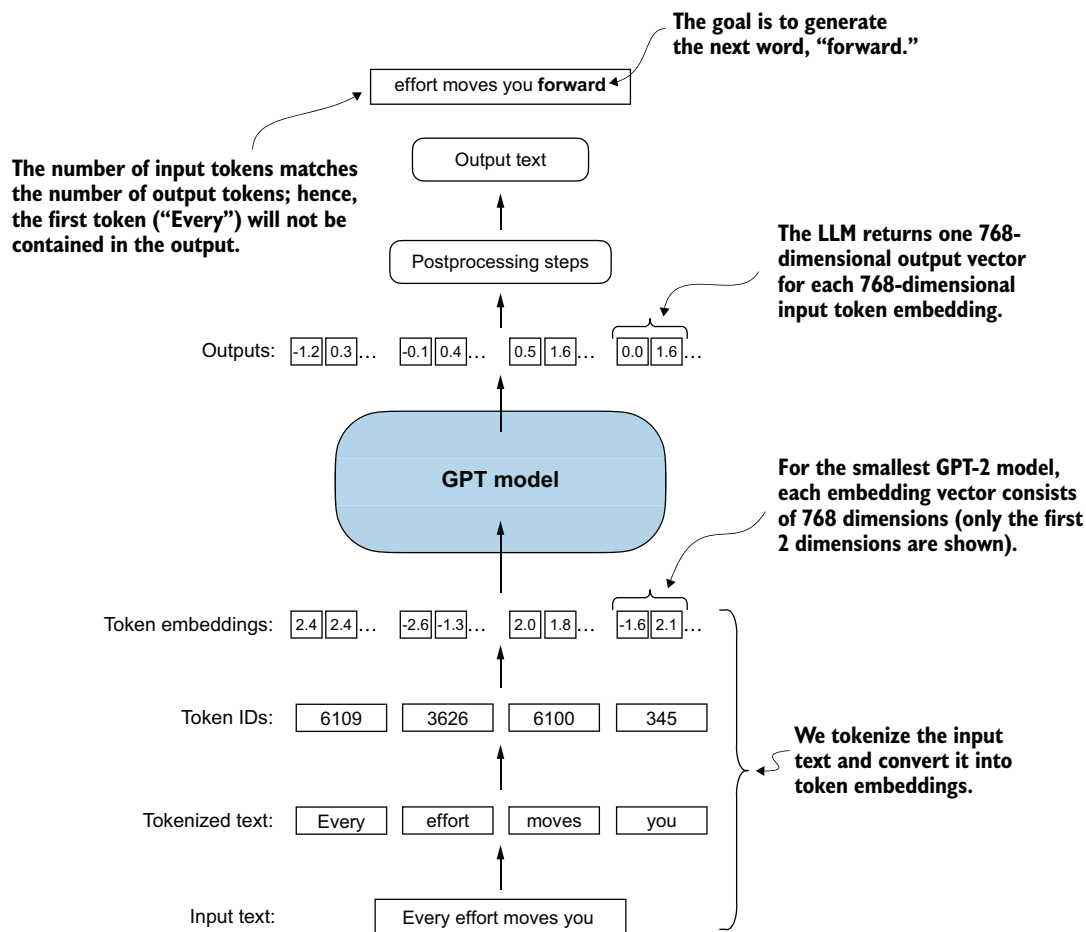 The goal is to generate
the next word, “forward.”
effort moves you forward
The number of input tokens matches
the number of output tokens; hence,
the first token (“Every”) will not be
contained in the output.
Output text
Postprocessing steps
The LLM returns one 768-
dimensional output vector
for each 768-dimensional
input token embedding.
Outputs: -1.2 0.3 ... -0.1 0.4 ... 0.5 1.6 ... 0.0 1.6 ...
GPT model
For the smallest GPT-2 model,
each embedding vector consists
of 768 dimensions (only the first
2 dimensions are shown).
Token embeddings: 2.4 2.4 ... -2.6 -1.3 ... 2.0 1.8 ... -1.6 2.1 ...
Token IDs: 6109 3626 6100 345
We tokenize the input
text and convert it into
token embeddings.
Tokenized text: Every effort moves you
Input text: Every effort moves you